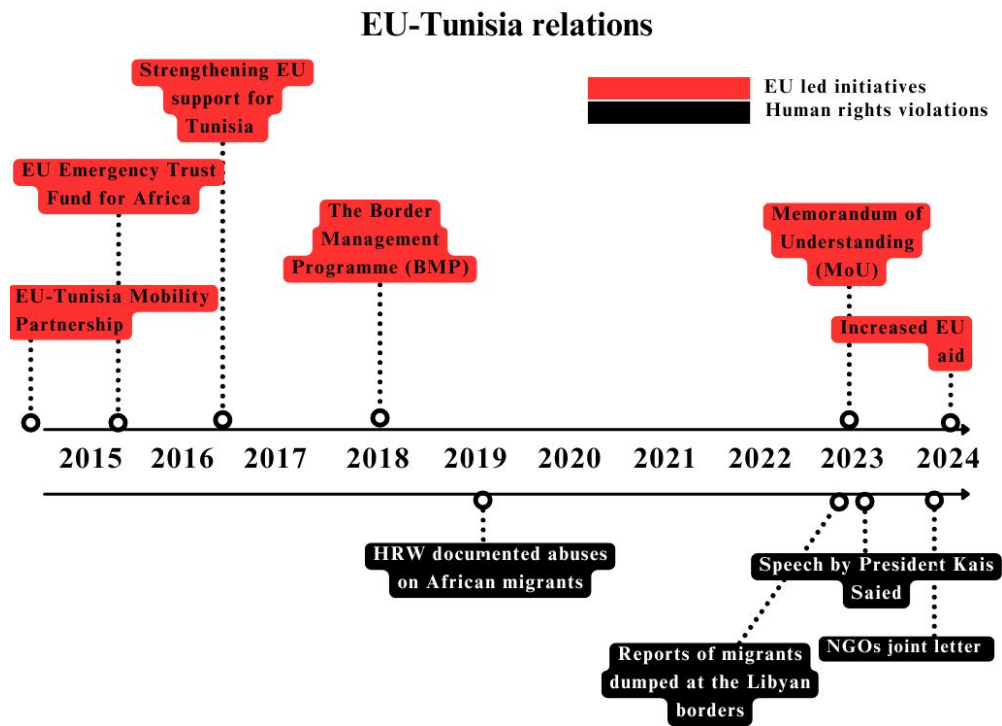 EU-Tunisia relations
Strengthening EU
support for
Tunisia
EU led initiatives
Human rights violations
EU Emergency Trust
Fund for Africa
The Border
Management
Programme (BMP)
Memorandum of
Understanding
(MoU)
EU-Tunisia Mobility
Partnership
Increased EU
aid
2015 2016 2017 2018 2019 2020 2021 2022 2023 2024
HRW documented abuses
on African migrants
Speech by President Kais
Saied
Reports of migrants
dumped at the Libyan
borders
NGOs joint letter